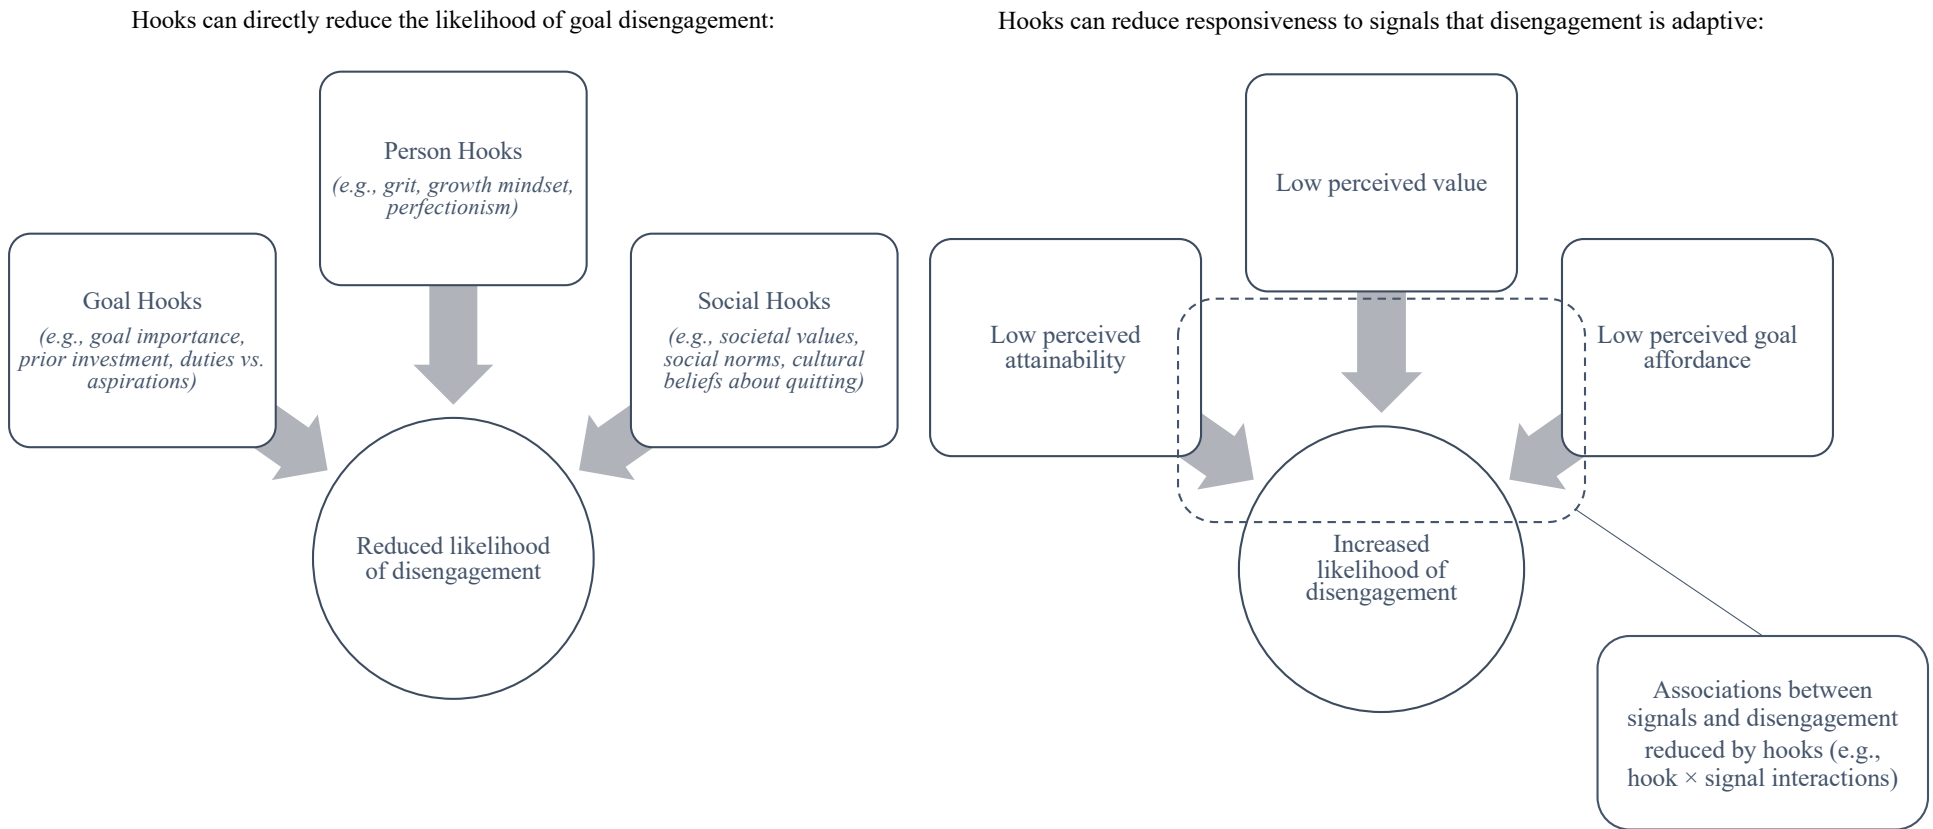 Hooks can directly reduce the likelihood of goal disengagement:
Person Hooks
(e.g., grit, growth mindset,
perfectionism)
Goal Hooks
(e.g., goal importance,
prior investment, duties vs.
aspirations)
Social Hooks
(e.g., societal values,
social norms, cultural
beliefs about quitting)
Reduced likelihood
of disengagement
Hooks can reduce responsiveness to signals that disengagement is adaptive:
Low perceived value
Low perceived
attainability
Low perceived goal
affordance
Increased
likelihood of
disengagement
Associations between
signals and disengagement
reduced by hooks (e.g.,
hook × signal interactions)